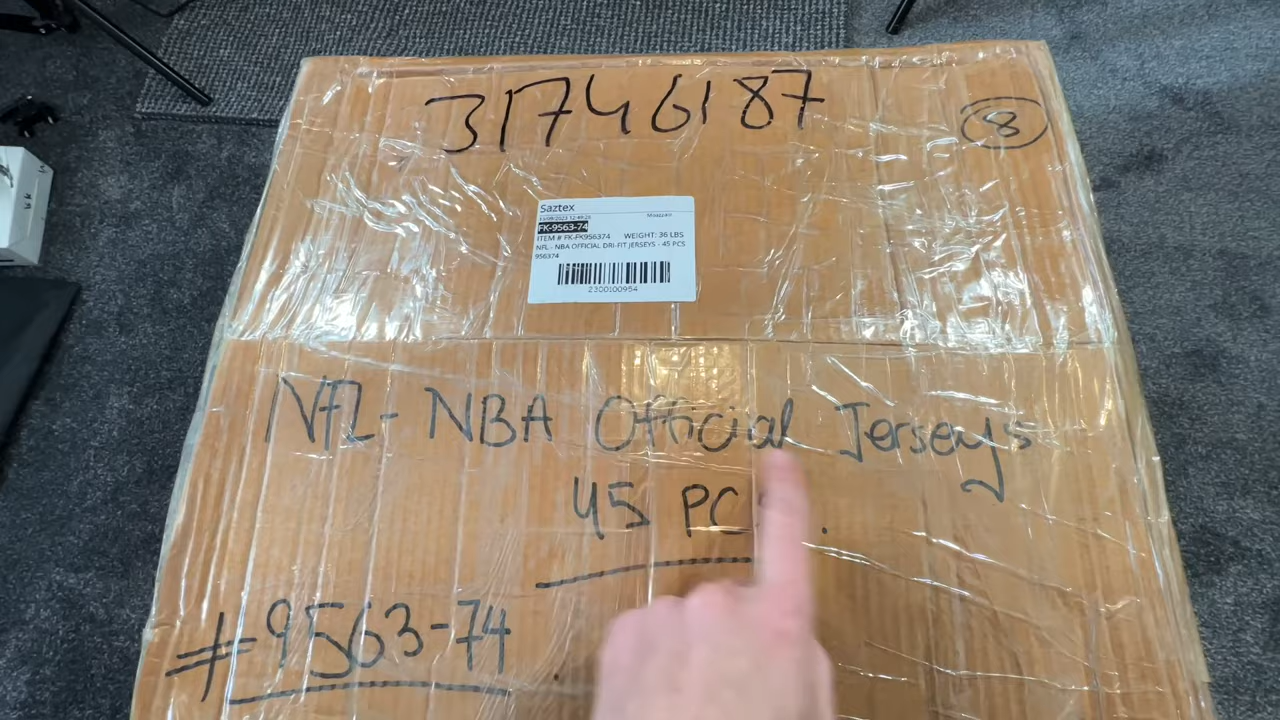 31746187
8
Saztex
Moazzam
FK-9563-74
ITEM # FK-FK956374 WEIGHT: 36 LBS
NFL - NBA OFFICIAL DRI-FIT JERSEYS - 45 PCS
956374
2300100954
NFL - NBA Official Jerseys
45 PC
#9563-74